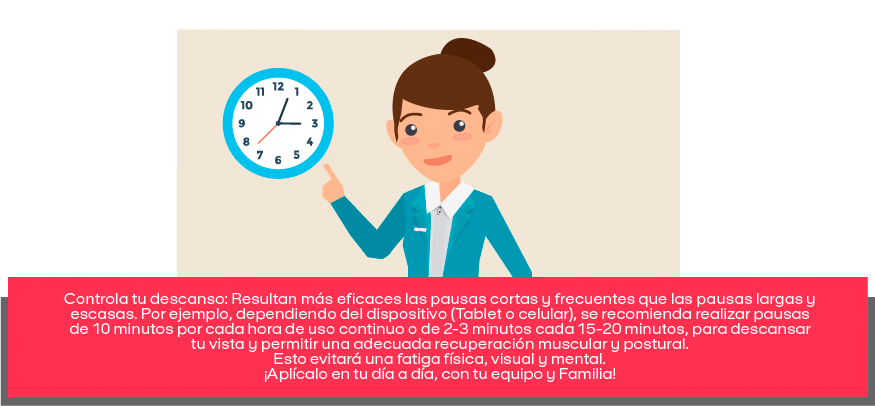 12
11
1
10
2
9
3
8
4
7
5
6
Controla tu descanso: Resultan más eficaces las pausas cortas y frecuentes que las pausas largas y
escasas. Por ejemplo, dependiendo del dispositivo (Tablet o celular), se recomienda realizar pausas
de 10 minutos por cada hora de uso continuo o de 2-3 minutos cada 15-20 minutos, para descansar
tu vista y permitir una adecuada recuperación muscular y postural.
Esto evitará una fatiga física, visual y mental.
¡Aplícalo en tu día a día, con tu equipo y Familia!